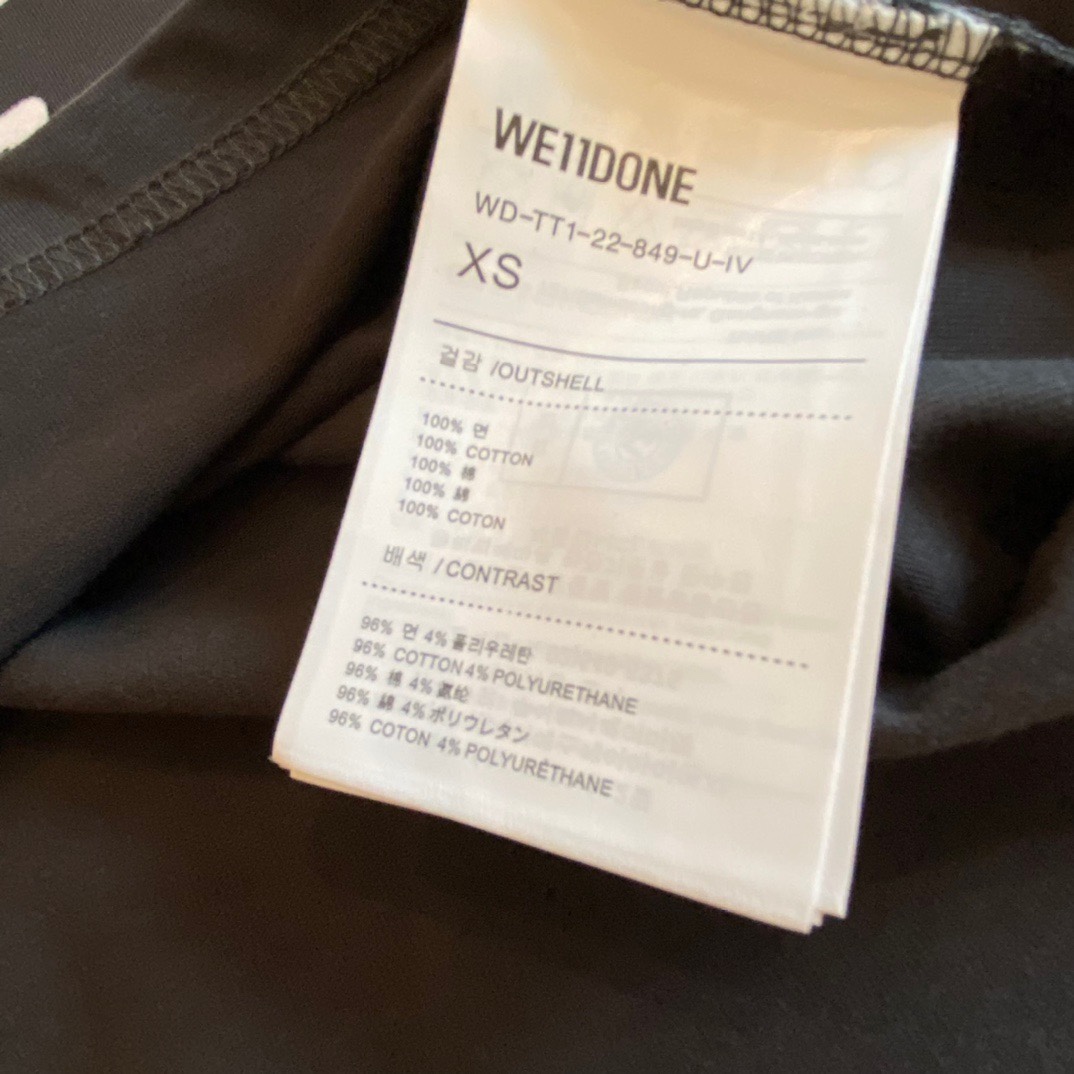 WE11DONE
WD-TT1-22-849-U-IV
XS
겉감 /OUTSHELL
100% 면
100% COTTON
100% 棉
100% 綿
100% COTON
배색 /CONTRAST
96% 면 4% 폴리우레탄
96% COTTON 4% POLYURETHANE
96% 棉 4% 氨纶
96% 綿 4% ポリウレタン
96% COTON 4% POLYURÉTHANE